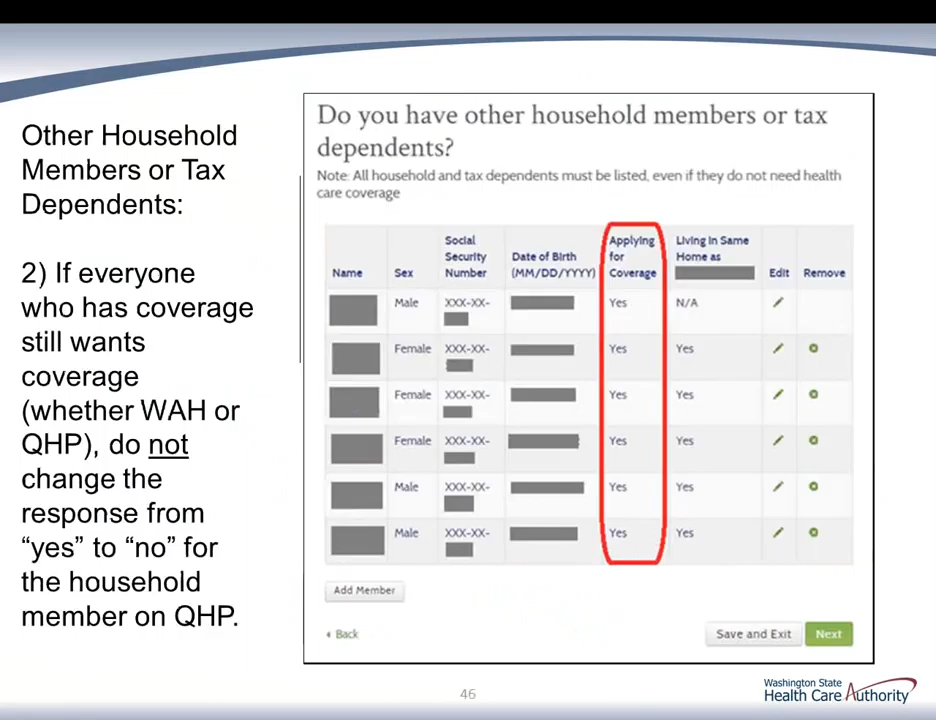 Other Household
Members or Tax
Dependents:
2) If everyone
who has coverage
still wants
coverage
(whether WAH or
QHP), do not
change the
response from
“yes” to “no” for
the household
member on QHP.
Do you have other household members or tax
dependents?
Note: All household and tax dependents must be listed, even if they do not need health
care coverage
Name Sex Social Security Number Date of Birth (MM/DD/YYYY) Applying for Coverage Living In Same Home as Edit Remove
Male XXX-XX- Yes N/A
Female XXX-XX- Yes Yes
Female XXX-XX- Yes Yes
Female XXX-XX- Yes Yes
Male XXX-XX- Yes Yes
Male XXX-XX- Yes Yes
Add Member
Back Save and Exit Next
46
Washington State
Health Care Authority